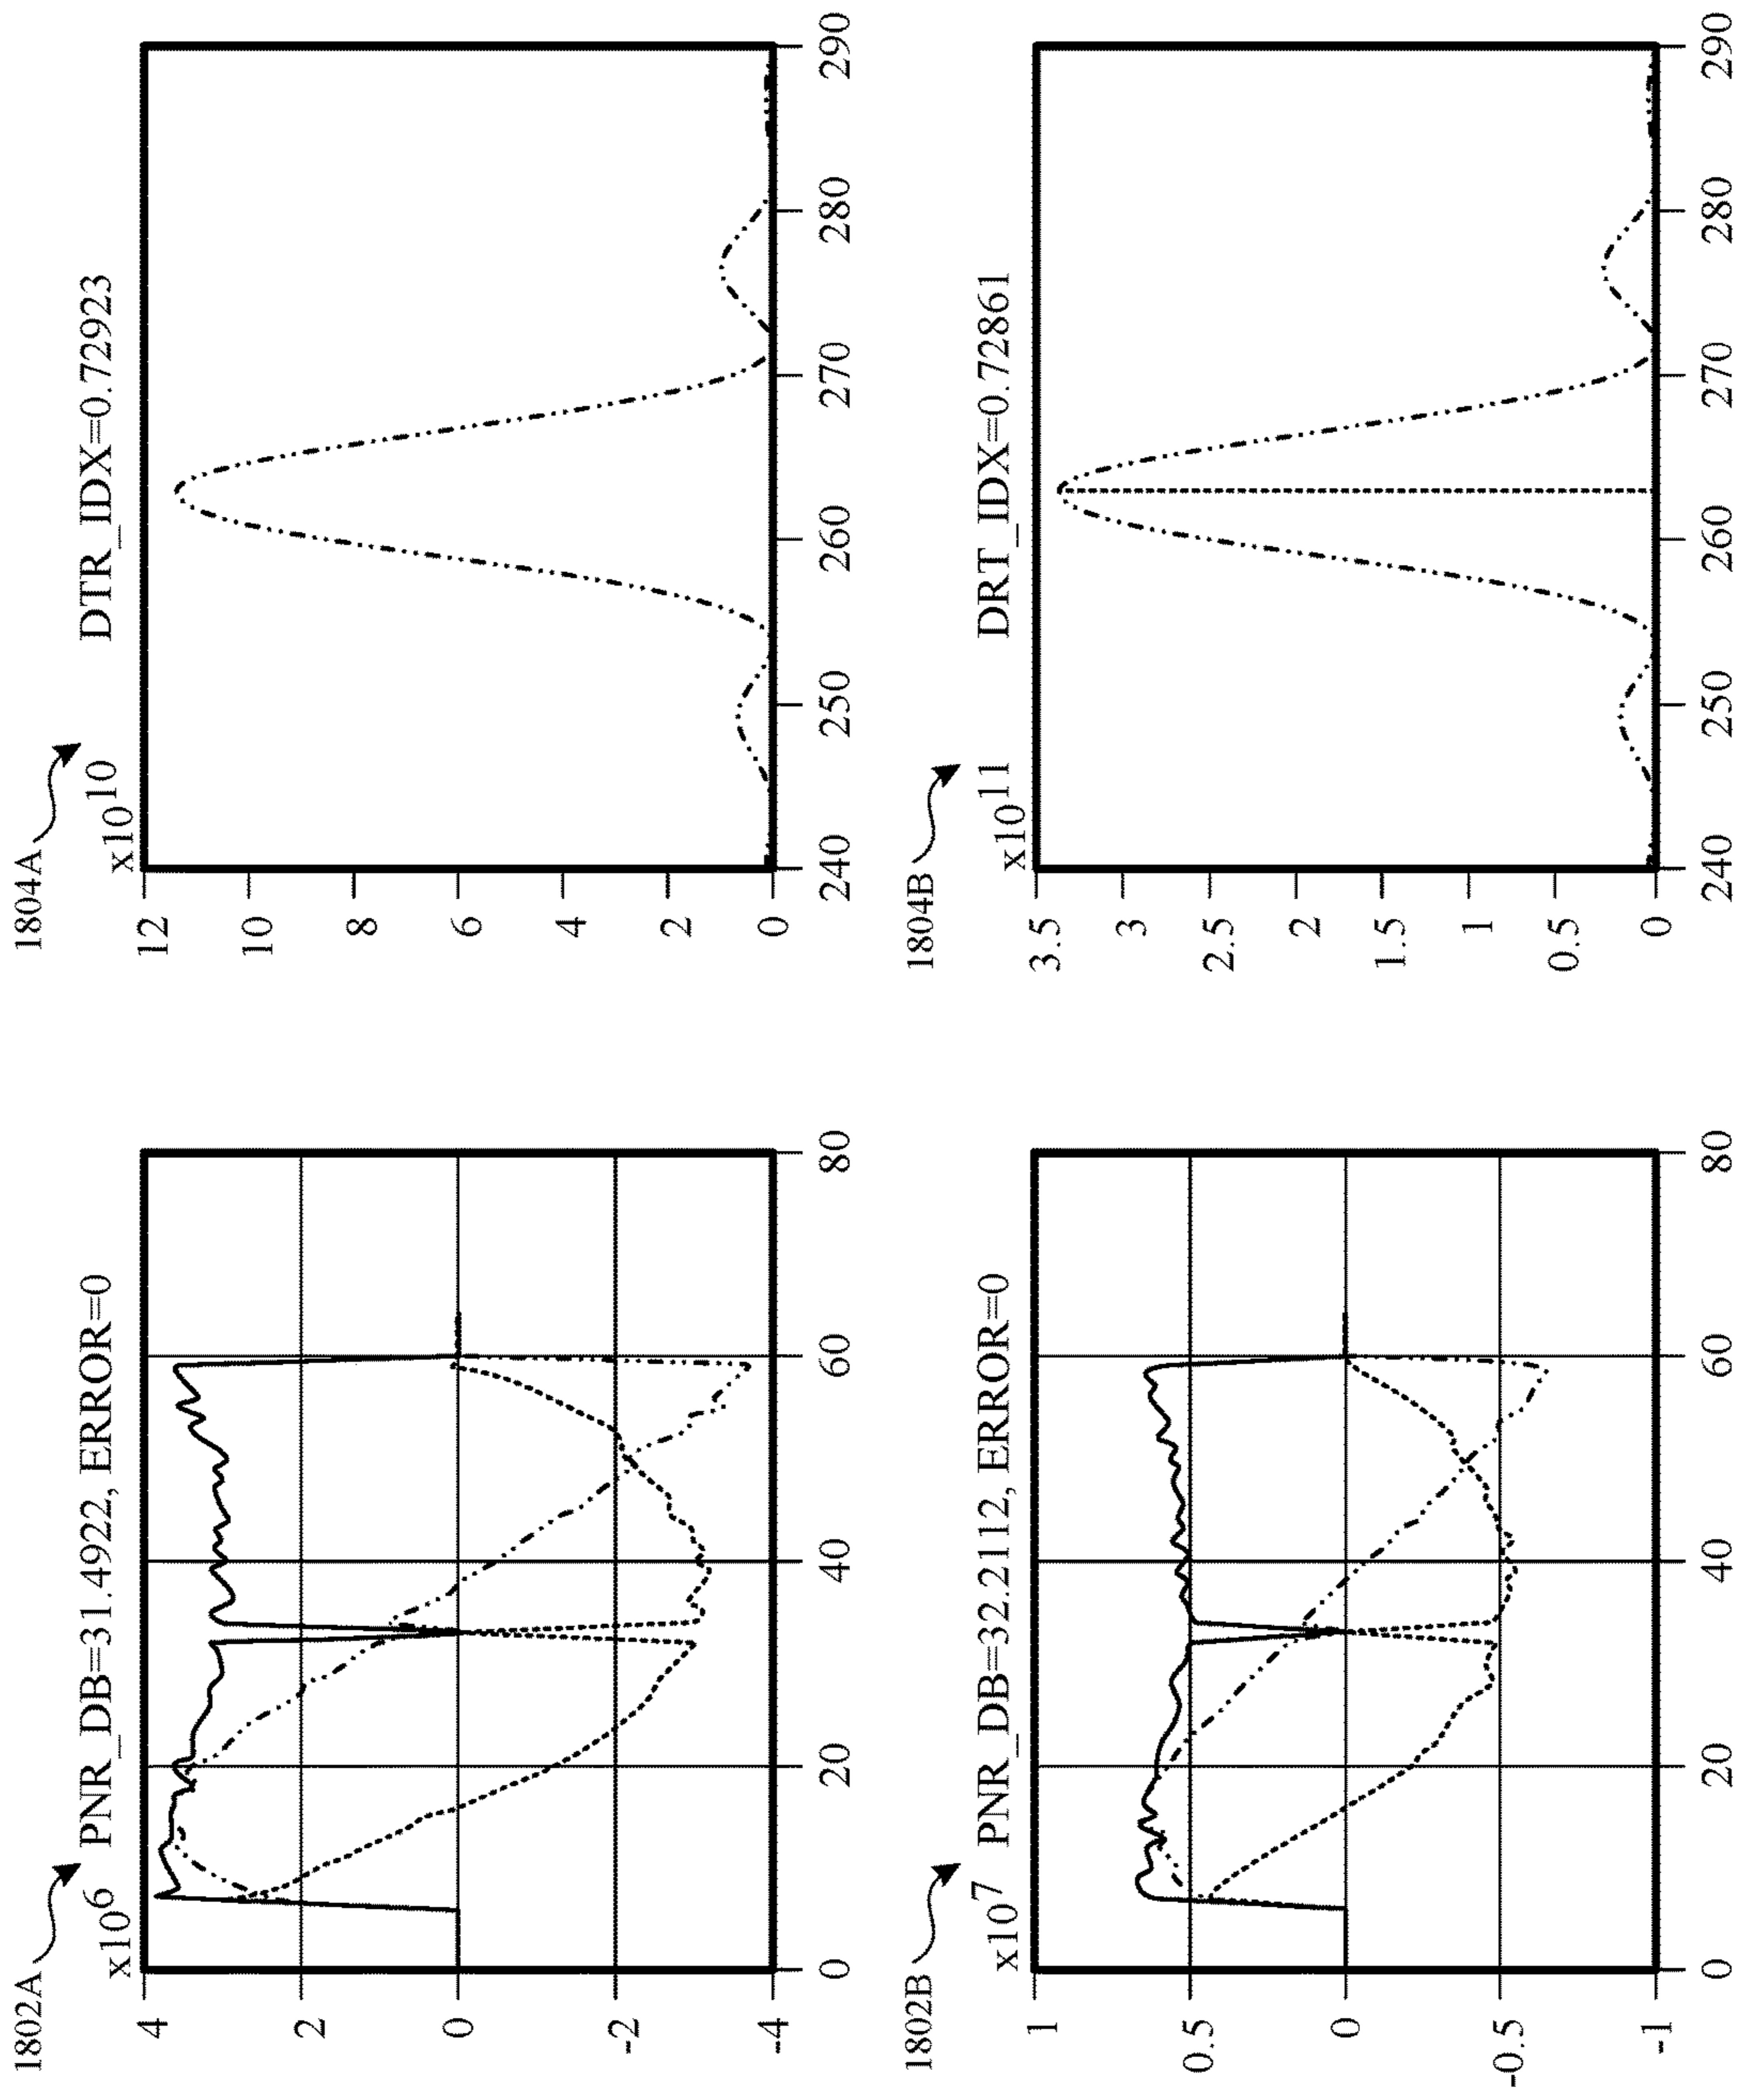 1802A
x10^6 PNR_DB=31.4922, ERROR=0
4
2
0
-2
-4
0 20 40 60 80
1804A
x10^10 DTR_IDX=0.72923
12
10
8
6
4
2
0
240 250 260 270 280 290
1802B
x10^7 PNR_DB=32.2112, ERROR=0
1
0.5
0
-0.5
-1
0 20 40 60 80
1804B
x10^11 DRT_IDX=0.72861
3.5
3
2.5
2
1.5
1
0.5
0
240 250 260 270 280 290